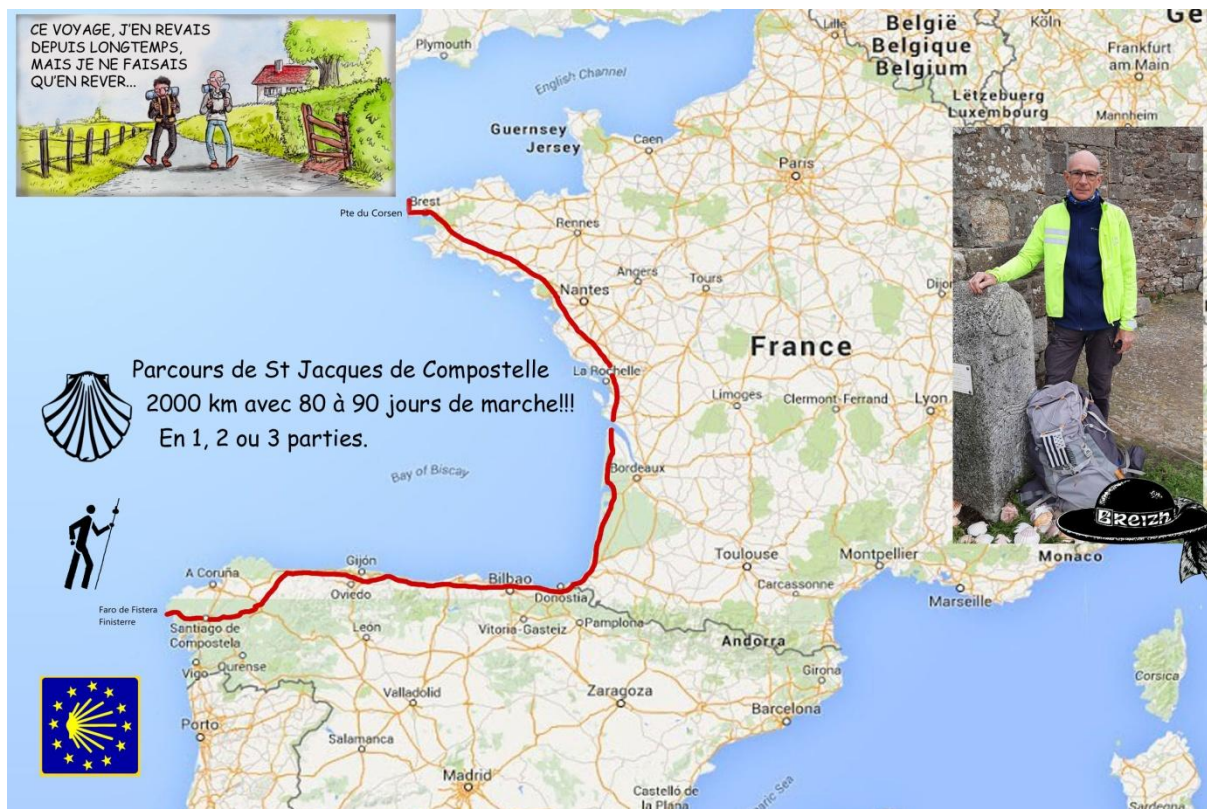 CE VOYAGE, J'EN REVAIS
DEPUIS LONGTEMPS,
MAIS JE NE FAISAIS
QU'EN REVER...
Plymouth
English Channel
Guernsey
Jersey
Lille
België
Belgique
Belgium
Köln
Ge
Frankfurt
am Main
Lëtzebuerg
Luxembourg
Mannheim
Caen
Paris
Brest
Pte du Corsen
Rennes
Angers
Tours
Nantes
Dijon
France
Parcours de St Jacques de Compostelle
2000 km avec 80 à 90 jours de marche!!!
En 1, 2 ou 3 parties.
La Rochelle
Limoges
Clermont-Ferrand
Lyon
Bay of Biscay
Bordeaux
BREIZH
Toulouse
Montpellier
Monaco
Carcassonne
Marseille
A Coruña
Gijón
Oviedo
Bilbao
Donostia
Faro de Fistera
Finisterre
Santiago de
Compostela
León
Vitoria-Gasteiz
Pamplona
Andorra
Vigo
Ourense
Girona
Corsica
Valladolid
Zaragoza
Barcelona
Porto
Salamanca
Madrid
Castelló de
la Plana
aric Sea
Sardegna